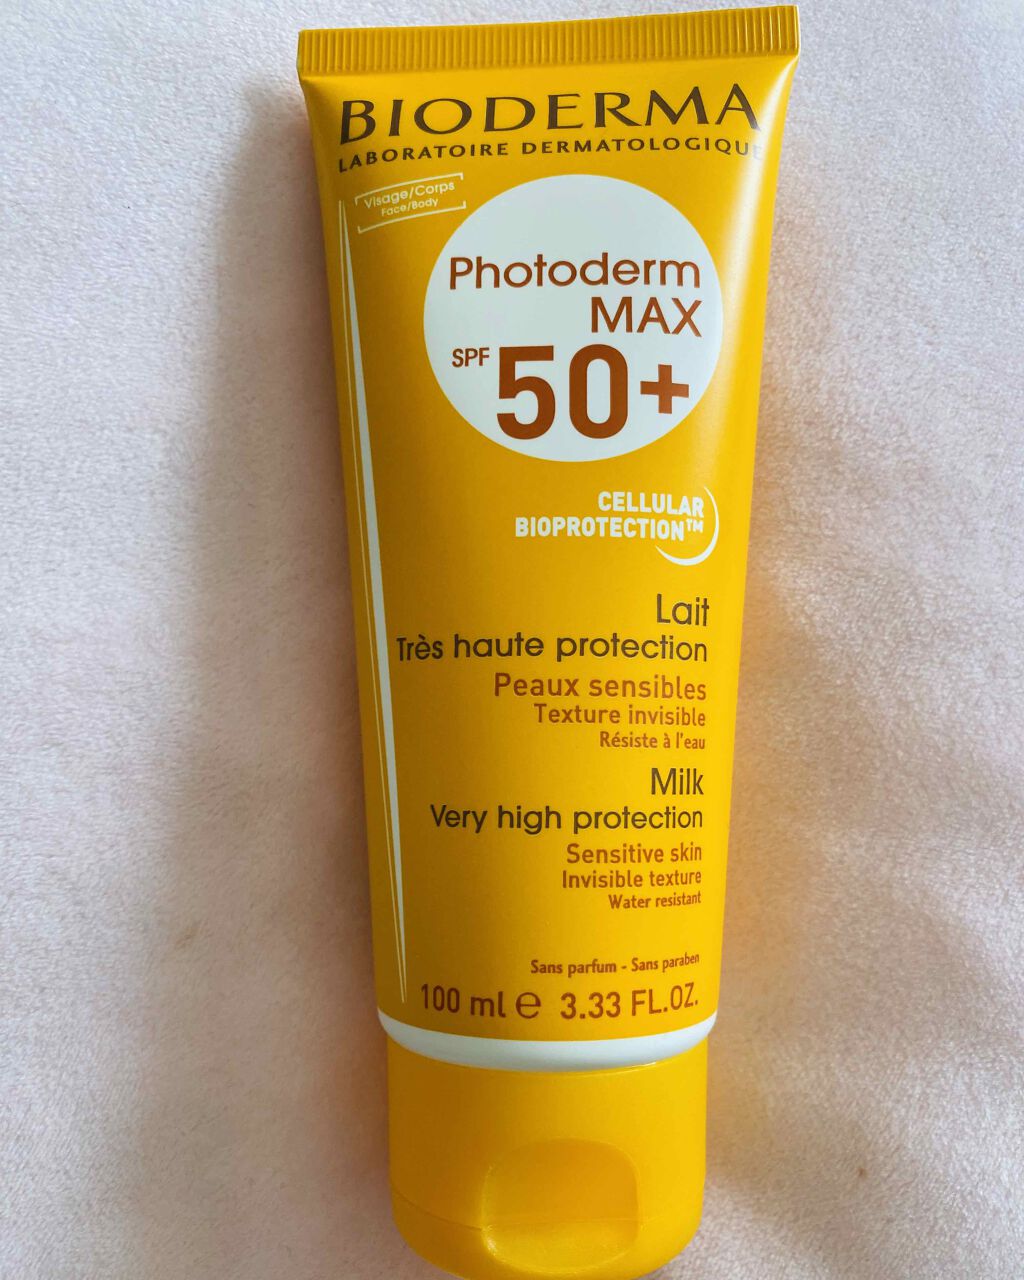 BIODERMA
LABORATOIRE DERMATOLOGIQUE
Visage/Corps
Face/Body
Photoderm
MAX
SPF 50+
CELLULAR
BIOPROTECTION™
Lait
Très haute protection
Peaux sensibles
Texture invisible
Résiste à l'eau
Milk
Very high protection
Sensitive skin
Invisible texture
Water resistant
Sans parfum - Sans paraben
100 ml e 3.33 FL.OZ.